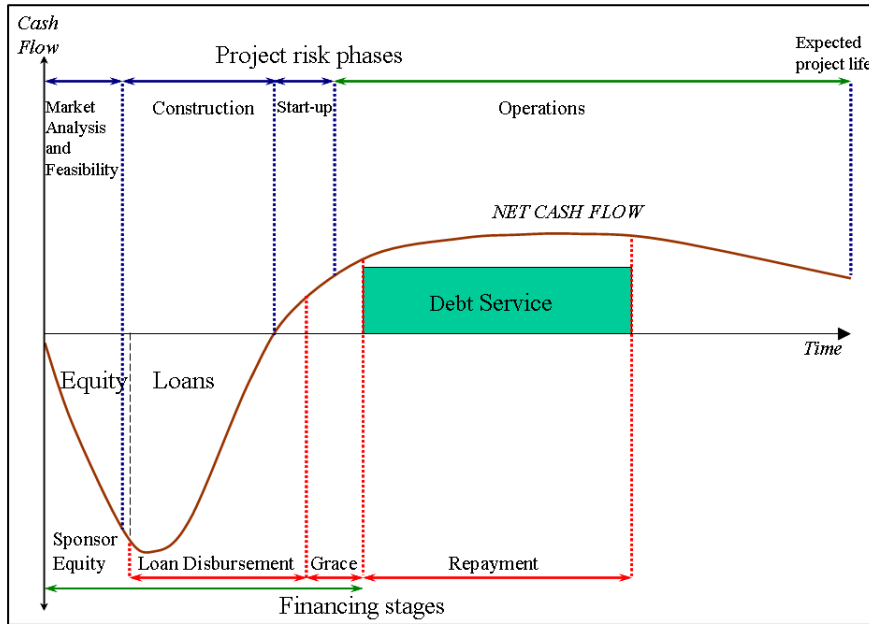 Cash
Flow
Project risk phases
Expected
project life
Market
Analysis
and
Feasibility
Construction
Start-up
Operations
NET CASH FLOW
Debt Service
Time
Equity
Loans
Sponsor
Equity
Loan Disbursement
Grace
Repayment
Financing stages